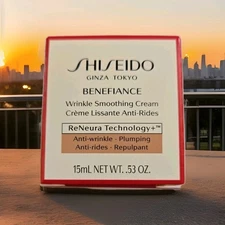 SHISEIDO
GINZA TOKYO
BENEFIANCE
Wrinkle Smoothing Cream
Crème Lissante Anti-Rides
ReNeura Technology+™
Anti-wrinkle - Plumping
Anti-rides - Repulpant
15mL NET WT. .53 OZ.